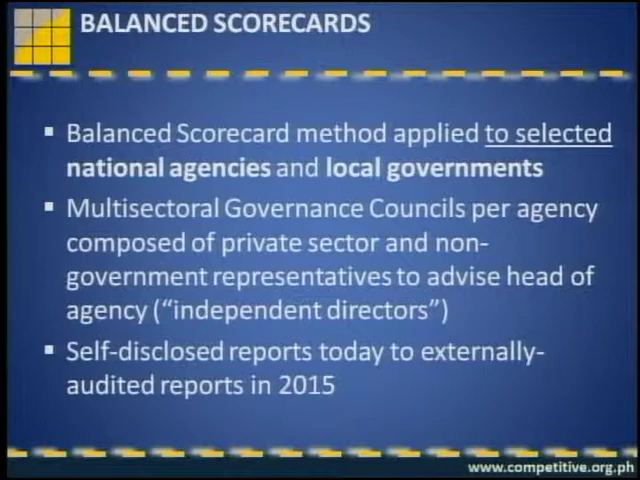 BALANCED SCORECARDS
▪ Balanced Scorecard method applied to selected
national agencies and local governments
▪ Multisectoral Governance Councils per agency
composed of private sector and non-
government representatives to advise head of
agency (“independent directors”)
▪ Self-disclosed reports today to externally-
audited reports in 2015
www.competitive.org.ph